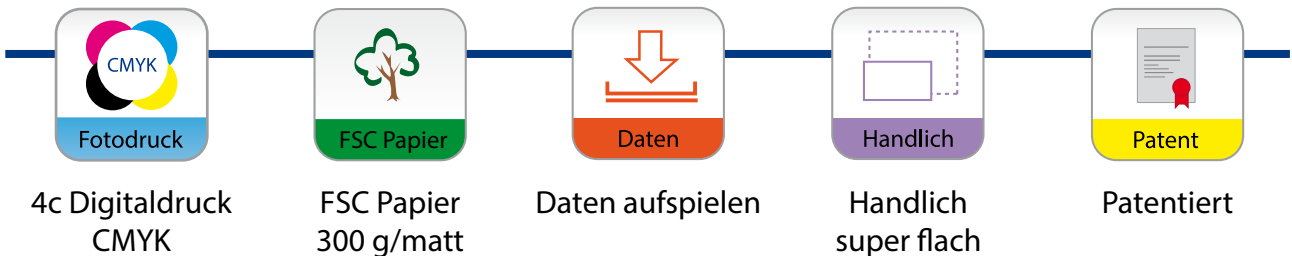 CMYK
Fotodruck
FSC Papier
Daten
Handlich
Patent
4c Digitaldruck
CMYK
FSC Papier
300 g/matt
Daten aufspielen
Handlich
super flach
Patentiert